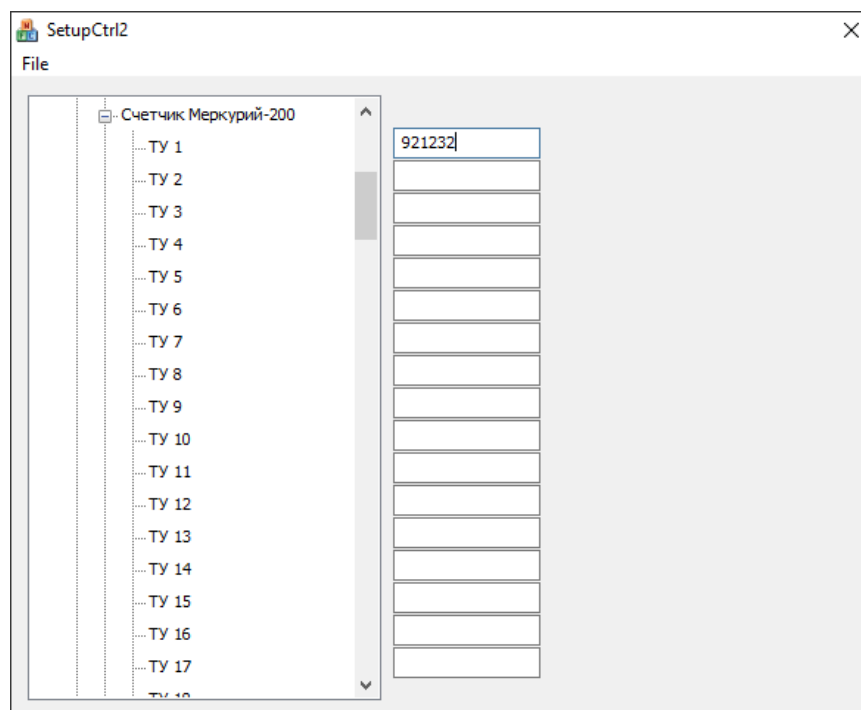 SetupCtrl2
File
Счетчик Меркурий-200
ТУ 1 921232
ТУ 2
ТУ 3
ТУ 4
ТУ 5
ТУ 6
ТУ 7
ТУ 8
ТУ 9
ТУ 10
ТУ 11
ТУ 12
ТУ 13
ТУ 14
ТУ 15
ТУ 16
ТУ 17
ТУ 18